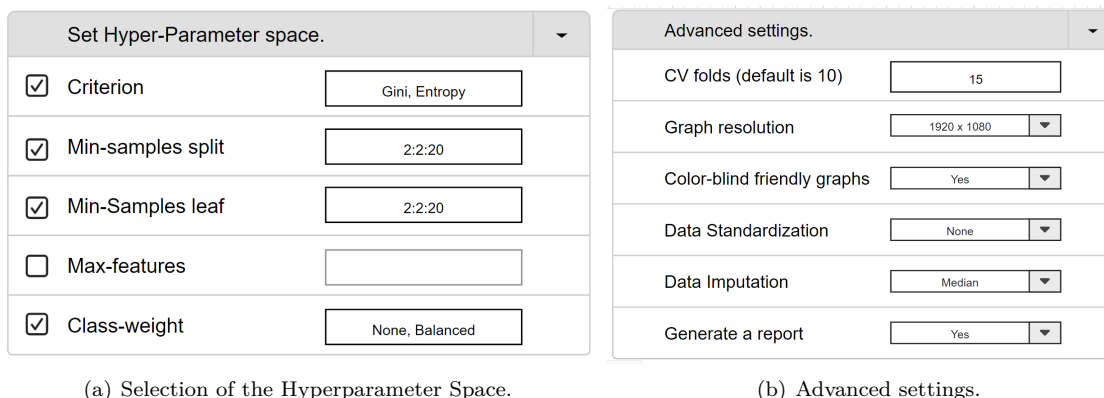 Set Hyper-Parameter space.
Criterion
Gini, Entropy
Min-samples split
2:2:20
Min-Samples leaf
2:2:20
Max-features
Class-weight
None, Balanced
(a) Selection of the Hyperparameter Space.
Advanced settings.
CV folds (default is 10)
15
Graph resolution
1920 x 1080
Color-blind friendly graphs
Yes
Data Standardization
None
Data Imputation
Median
Generate a report
Yes
(b) Advanced settings.